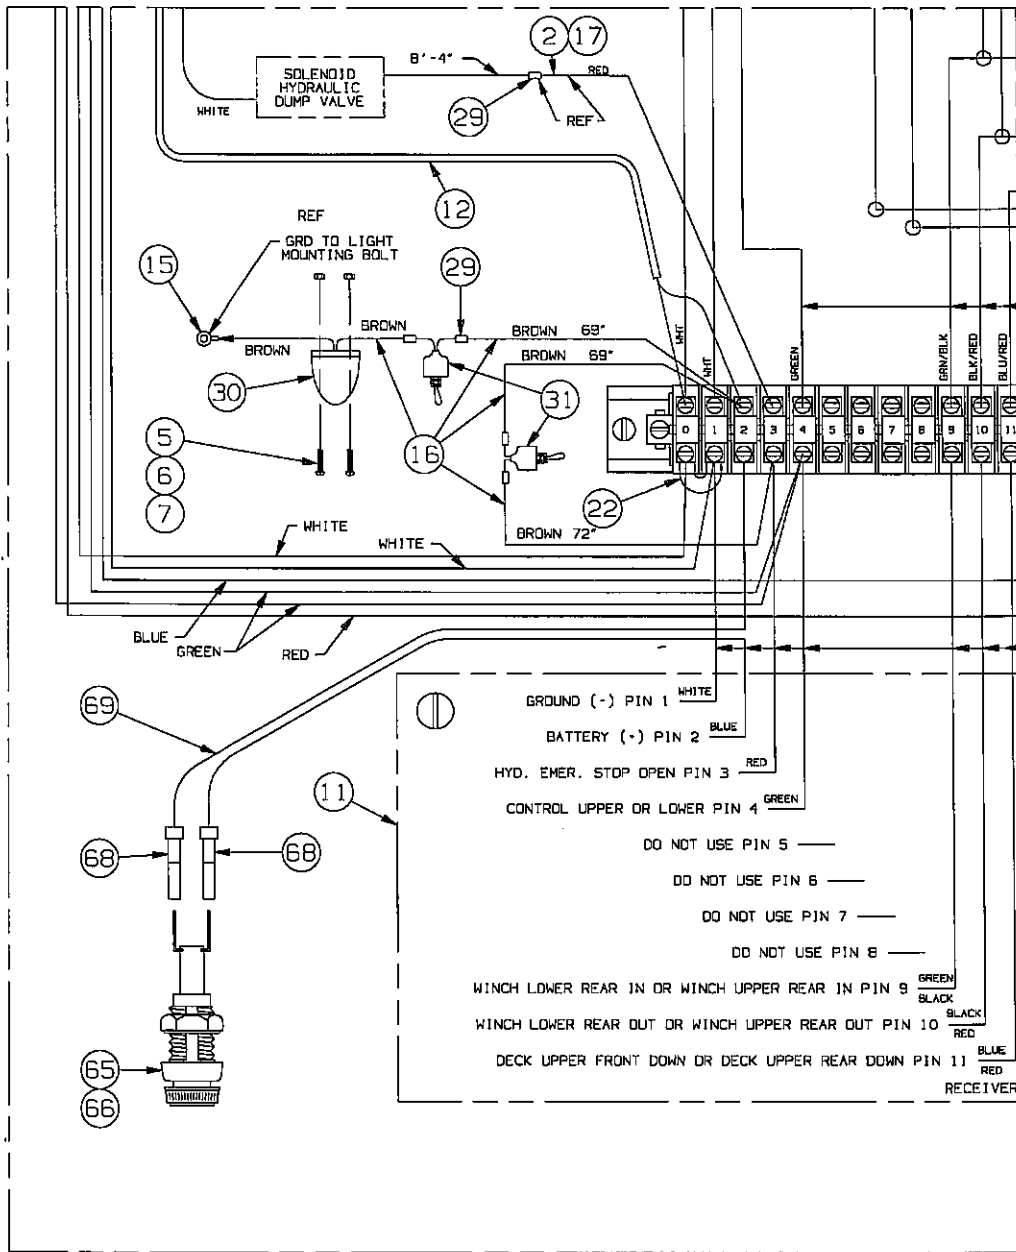 2 17
8'-4"
RED
SOLENOID
HYDRAULIC
DUMP VALVE
WHITE
29
REF
12
REF
GRD TO LIGHT
MOUNTING BOLT
15
29
BROWN
BROWN 69"
BROWN
BROWN 69"
WHT
WHT
GREEN
GRN/BLK
BLK/RED
BLU/RED
30
31
0 1 2 3 4 5 6 7 8 9 10 11
5
6
7
16
22
BROWN 72"
WHITE
WHITE
BLUE
GREEN
RED
69
GROUND (-) PIN 1 WHITE
BATTERY (+) PIN 2 BLUE
HYD. EMER. STOP OPEN PIN 3 RED
11
CONTROL UPPER OR LOWER PIN 4 GREEN
DO NOT USE PIN 5
68
68
DO NOT USE PIN 6
DO NOT USE PIN 7
DO NOT USE PIN 8
WINCH LOWER REAR IN OR WINCH UPPER REAR IN PIN 9 GREEN
BLACK
WINCH LOWER REAR OUT OR WINCH UPPER REAR OUT PIN 10 BLACK
RED
DECK UPPER FRONT DOWN OR DECK UPPER REAR DOWN PIN 11 BLUE
RED
RECEIVER
65
66